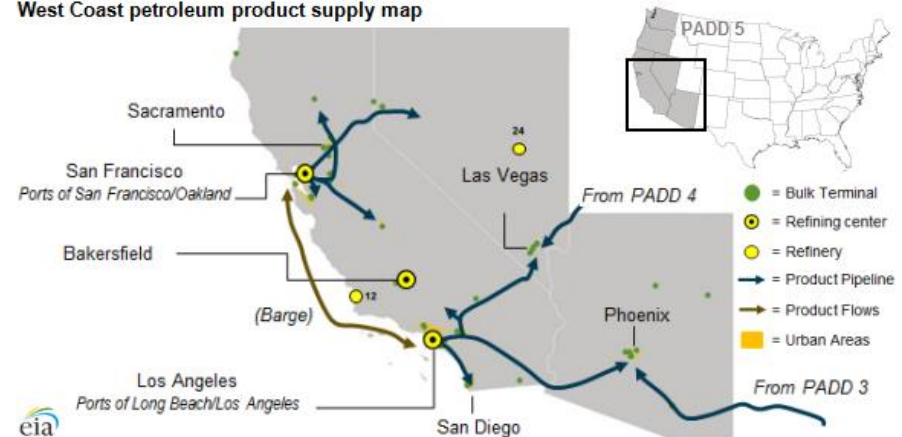 West Coast petroleum product supply map
PADD 5
Sacramento
San Francisco
Ports of San Francisco/Oakland
Bakersfield
(Barge)
Los Angeles
Ports of Long Beach/Los Angeles
San Diego
24
Las Vegas
From PADD 4
12
Phoenix
From PADD 3
= Bulk Terminal
= Refining center
= Refinery
= Product Pipeline
= Product Flows
= Urban Areas
eia